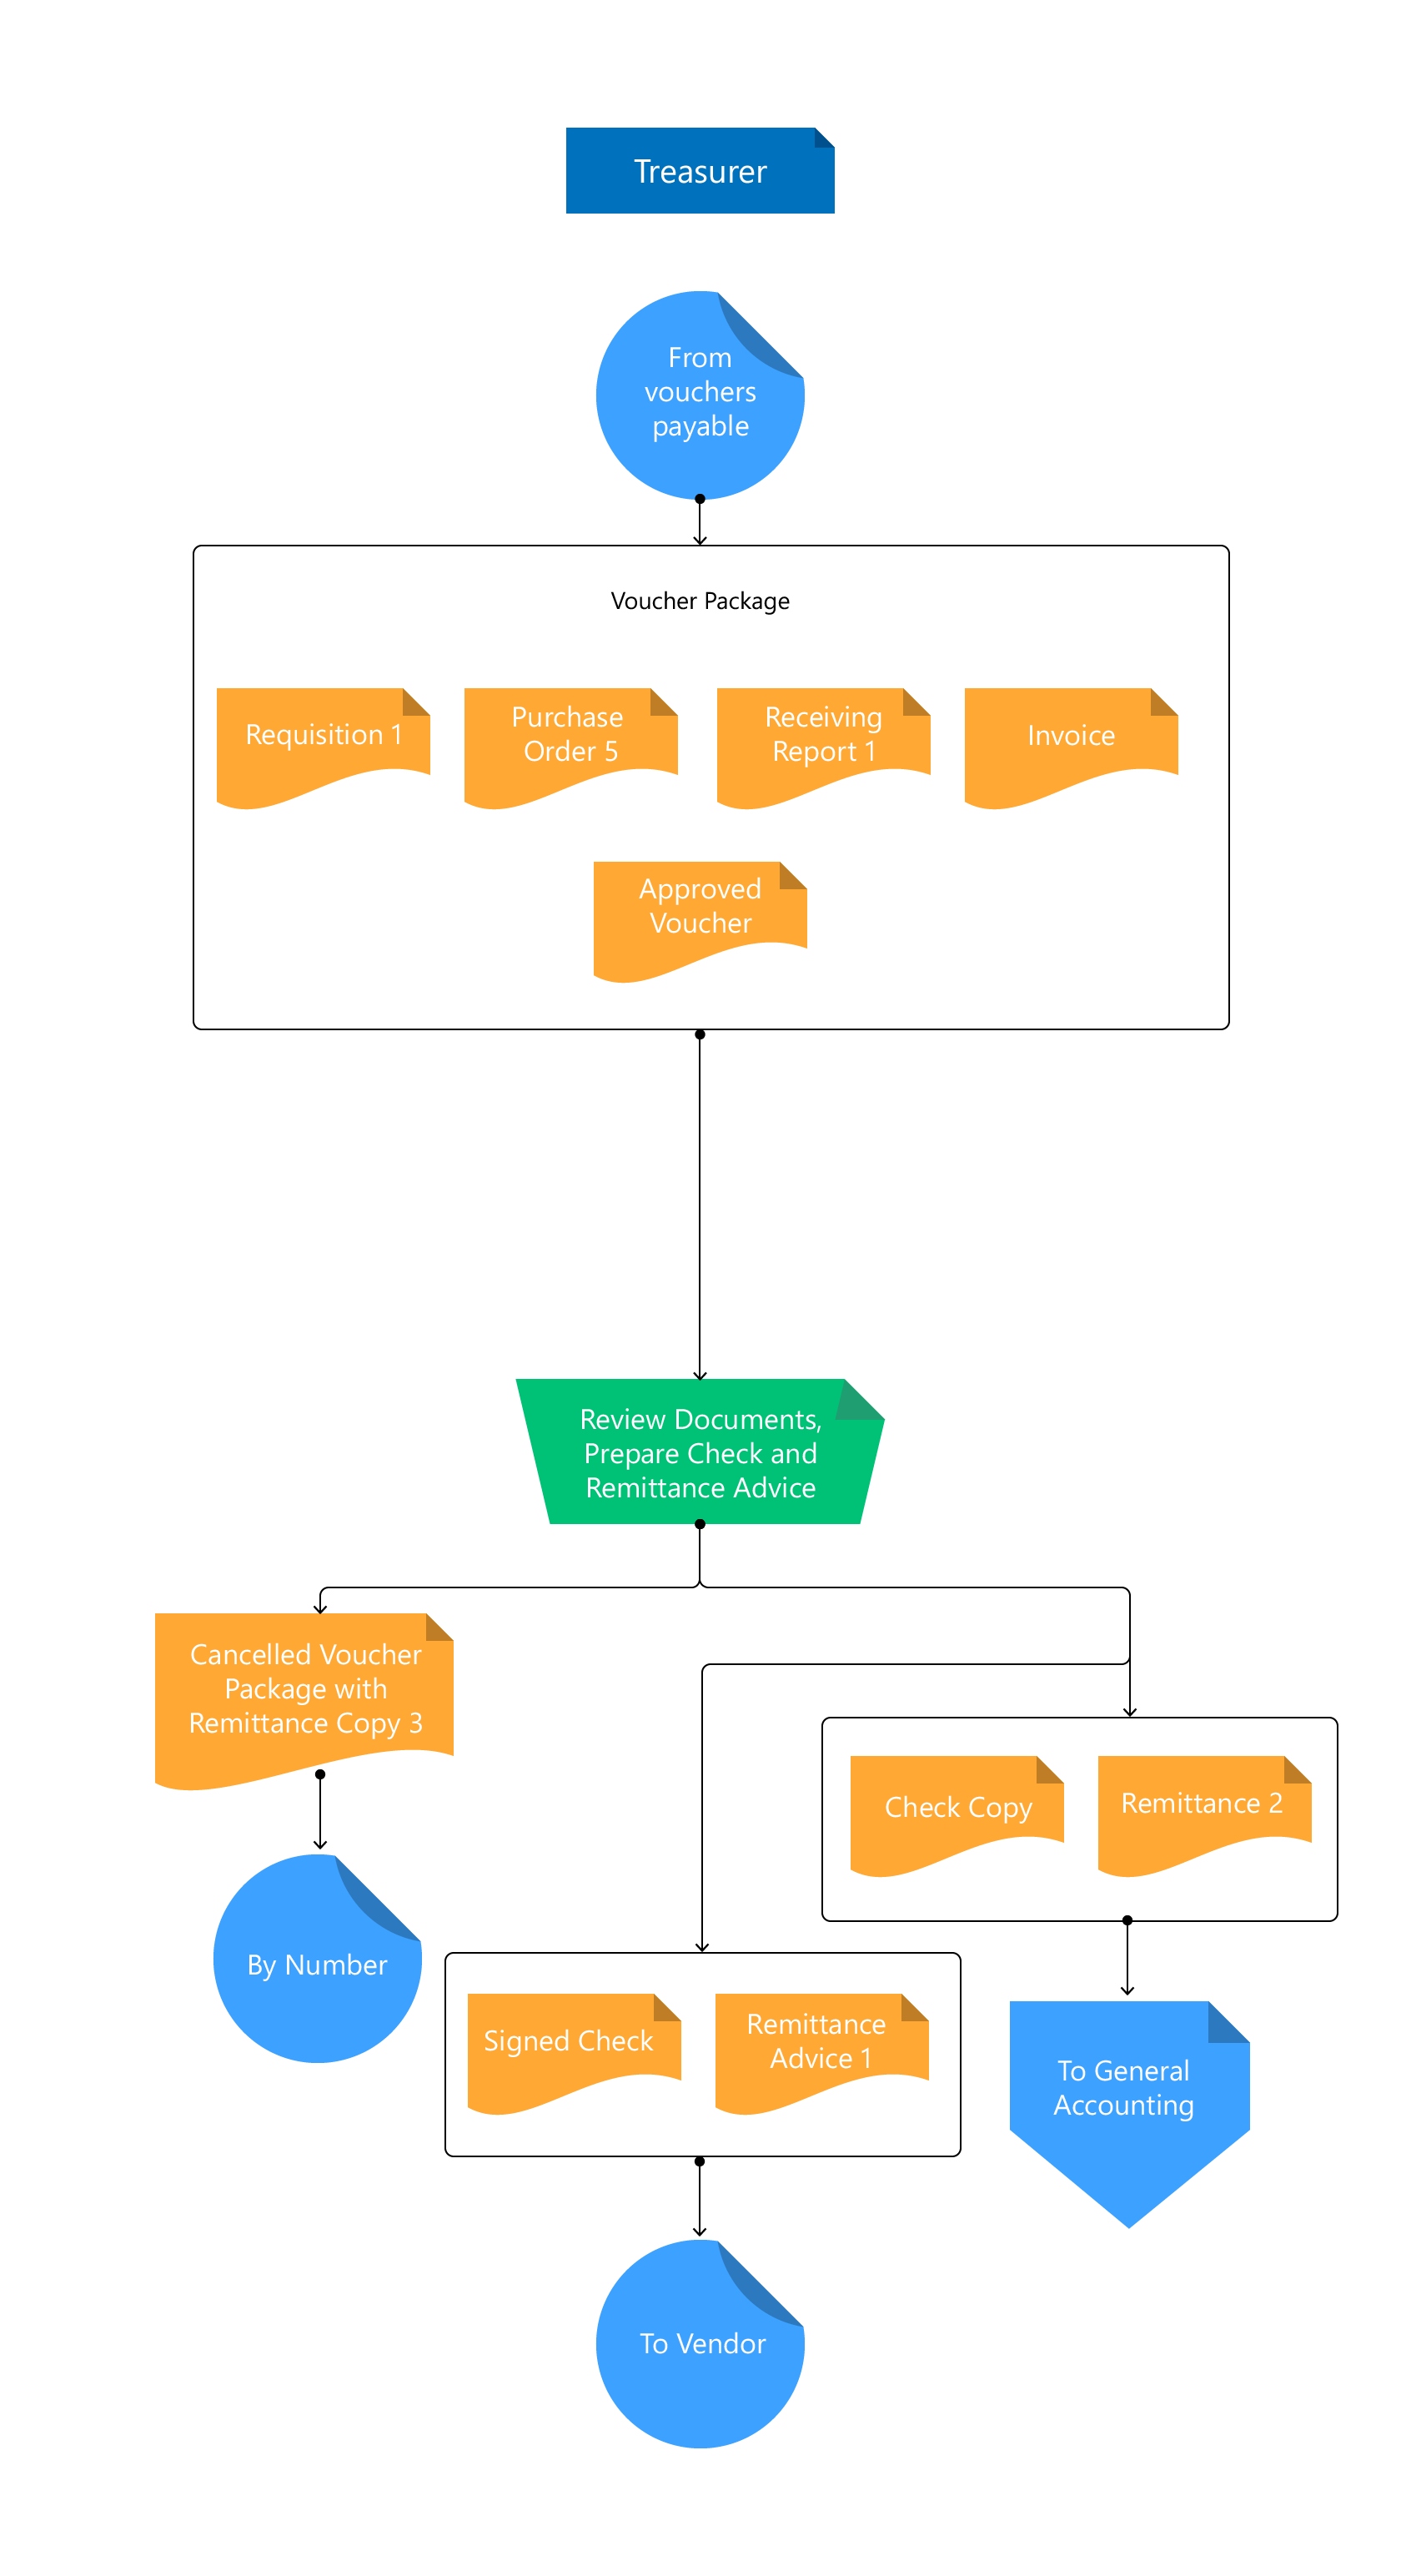 Treasurer
From
vouchers
payable
Voucher Package
Requisition 1
Purchase
Order 5
Receiving
Report 1
Invoice
Approved
Voucher
Review Documents,
Prepare Check and
Remittance Advice
Cancelled Voucher
Package with
Remittance Copy 3
Check Copy
Remittance 2
By Number
Signed Check
Remittance
Advice 1
To General
Accounting
To Vendor